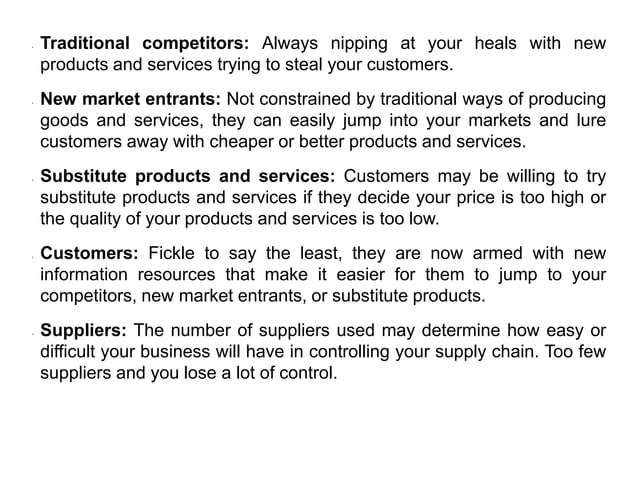 Traditional competitors: Always nipping at your heals with new
products and services trying to steal your customers.
New market entrants: Not constrained by traditional ways of producing
goods and services, they can easily jump into your markets and lure
customers away with cheaper or better products and services.
Substitute products and services: Customers may be willing to try
substitute products and services if they decide your price is too high or
the quality of your products and services is too low.
Customers: Fickle to say the least, they are now armed with new
information resources that make it easier for them to jump to your
competitors, new market entrants, or substitute products.
Suppliers: The number of suppliers used may determine how easy or
difficult your business will have in controlling your supply chain. Too few
suppliers and you lose a lot of control.